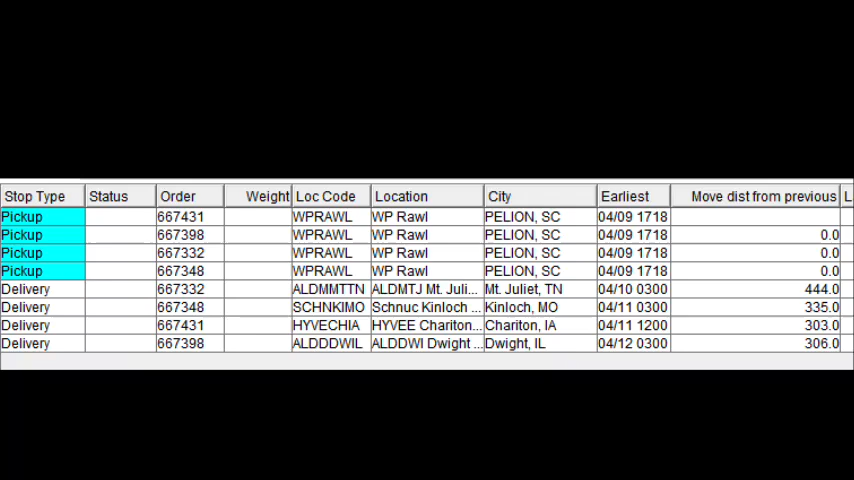 Stop Type Status Order Weight Loc Code Location City Earliest Move dist from previous L
Pickup 667431 WPRAWL WP Rawl PELION, SC 04/09 1718
Pickup 667398 WPRAWL WP Rawl PELION, SC 04/09 1718 0.0
Pickup 667332 WPRAWL WP Rawl PELION, SC 04/09 1718 0.0
Pickup 667348 WPRAWL WP Rawl PELION, SC 04/09 1718 0.0
Delivery 667332 ALDMMTTN ALDMTJ Mt. Juli... Mt. Juliet, TN 04/10 0300 444.0
Delivery 667348 SCHNKIMO Schnuc Kinloch ... Kinloch, MO 04/11 0300 335.0
Delivery 667431 HYVECHIA HYVEE Chariton... Chariton, IA 04/11 1200 303.0
Delivery 667398 ALDDDWIL ALDDWI Dwight ... Dwight, IL 04/12 0300 306.0